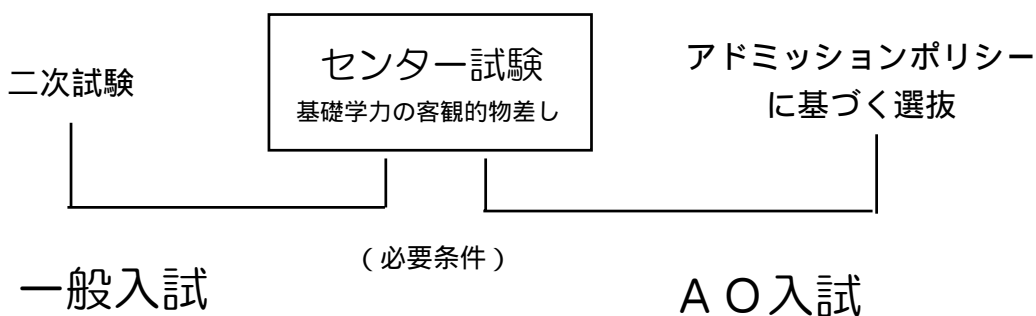 二次試験
センター試験
基礎学力の客観的物差し
アドミッションポリシー
に基づく選抜
一般入試
(必要条件)
AO入試